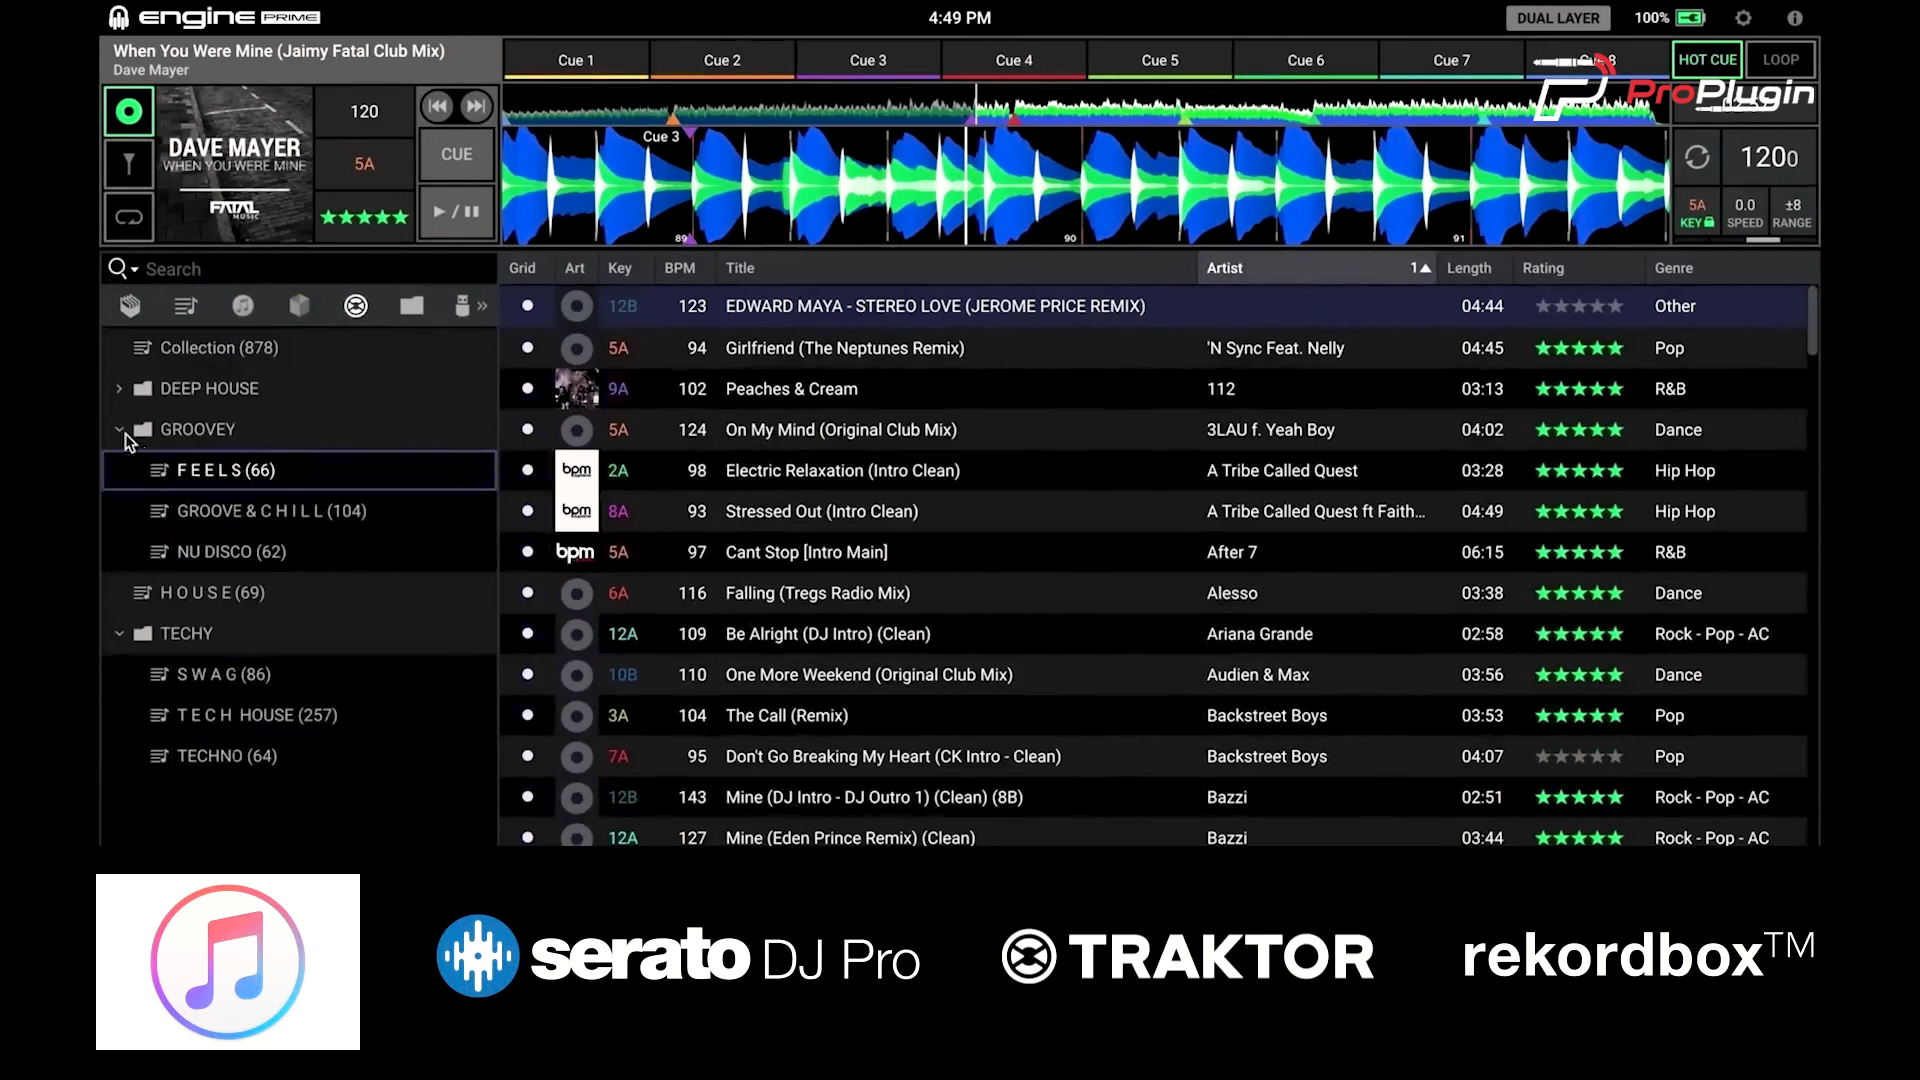 engine PRIME
4:49 PM
DUAL LAYER
100%
When You Were Mine (Jaimy Fatal Club Mix)
Dave Mayer
Cue 1
Cue 2
Cue 3
Cue 4
Cue 5
Cue 6
Cue 7
HOT CUE
LOOP
ProPlugin
DAVE MAYER
WHEN YOU WERE MINE
FATAL
MUSIC
120
5A
CUE
Cue 3
89
90
91
1200
5A
KEY
0.0
SPEED
±8
RANGE
Search
Grid Art Key BPM Title Artist 1 Length Rating Genre
Collection (878)
DEEP HOUSE
GROOVEY
F E E L S (66)
GROOVE & C H I L L (104)
NU DISCO (62)
H O U S E (69)
TECHY
S W A G (86)
T E C H HOUSE (257)
TECHNO (64)
12B 123 EDWARD MAYA - STEREO LOVE (JEROME PRICE REMIX) 04:44 Other
5A 94 Girlfriend (The Neptunes Remix) 'N Sync Feat. Nelly 04:45 Pop
9A 102 Peaches & Cream 112 03:13 R&B
5A 124 On My Mind (Original Club Mix) 3LAU f. Yeah Boy 04:02 Dance
bpm 2A 98 Electric Relaxation (Intro Clean) A Tribe Called Quest 03:28 Hip Hop
bpm 8A 93 Stressed Out (Intro Clean) A Tribe Called Quest ft Faith... 04:49 Hip Hop
bpm 5A 97 Cant Stop [Intro Main] After 7 06:15 R&B
6A 116 Falling (Tregs Radio Mix) Alesso 03:38 Dance
12A 109 Be Alright (DJ Intro) (Clean) Ariana Grande 02:58 Rock - Pop - AC
10B 110 One More Weekend (Original Club Mix) Audien & Max 03:56 Dance
3A 104 The Call (Remix) Backstreet Boys 03:53 Pop
7A 95 Don't Go Breaking My Heart (CK Intro - Clean) Backstreet Boys 04:07 Pop
12B 143 Mine (DJ Intro - DJ Outro 1) (Clean) (8B) Bazzi 02:51 Rock - Pop - AC
12A 127 Mine (Eden Prince Remix) (Clean) Bazzi 03:44 Rock - Pop - AC
serato DJ Pro
TRAKTOR
rekordbox™